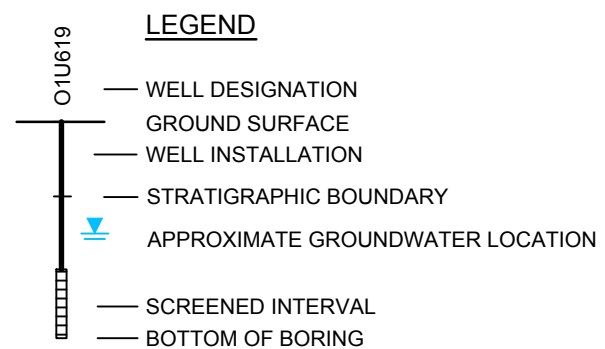 LEGEND
O1U619
WELL DESIGNATION
GROUND SURFACE
WELL INSTALLATION
STRATIGRAPHIC BOUNDARY
APPROXIMATE GROUNDWATER LOCATION
SCREENED INTERVAL
BOTTOM OF BORING